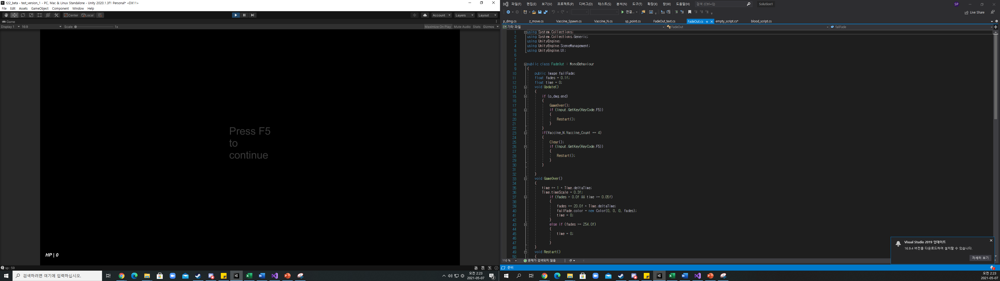 t22_beta - test_version_1 - PC, Mac & Linux Standalone - Unity 2020.1.3f1 Personal* <DX11>
File Edit Assets GameObject Component Window Help
Center Local Account Layers Layout
Game
Display 1 16:9 Scale 1x Maximize On Play Mute Audio Stats Gizmos
Press F5
to
continue
HP | 0
sp : 59
검색하려면 여기에 입력하십시오.
오전 2:23
2021-05-07
2
파일(F) 편집(E) 보기(V) 프로젝트(P) 디버그(D) 테스트(S) 분석(N) 도구(T) 확장(X) 창(W) 도움말(H) 검색 (Ctrl+Q) Solution1 SP
연결... Live Share
p_dmg.cs z_move.cs Vaccine_Spawn.cs Vaccine_N.cs sp_point.cs FadeOut_text.cs FadeOut.cs empty_script.cs* blood_script.cs
기타 파일 FadeOut failFade
1 using System.Collections;
2 using System.Collections.Generic;
3 using UnityEngine;
4 using UnityEngine.SceneManagement;
5 using UnityEngine.UI;
6
7
8 public class FadeOut : MonoBehaviour
9 {
10 public Image failFade;
11 float fades = 0.1f;
12 float time = 0;
13 void Update()
14 {
15 if (p_dmg.end)
16 {
17 GameOver();
18 if (Input.GetKey(KeyCode.F5))
19 {
20 Restart();
21 }
22 }
23 if(Vaccine_N.Vaccine_Count == 4)
24 {
25 Clear();
26 if (Input.GetKey(KeyCode.F5))
27 {
28 Restart();
29 }
30 }
31
32 }
33 void GameOver()
34 {
35 time += 1 * Time.deltaTime;
36 Time.timeScale = 0.3f;
37 if (fades > 0.0f && time >= 0.05f)
38 {
39 fades += 20.0f * Time.deltaTime;
40 failFade.color = new Color(0, 0, 0, fades);
41 time = 0;
42 }
43 else if (fades >= 254.0f)
44 {
45 time = 0;
46
47 }
48 }
49 void Restart()
50 {
110 % 문제가 검색되지 않음
준비
Visual Studio 2019 업데이트
16.9.4 버전을 다운로드하여 설치할 수 있습니다.
자세히 보기
2
오전 2:23
2021-05-07